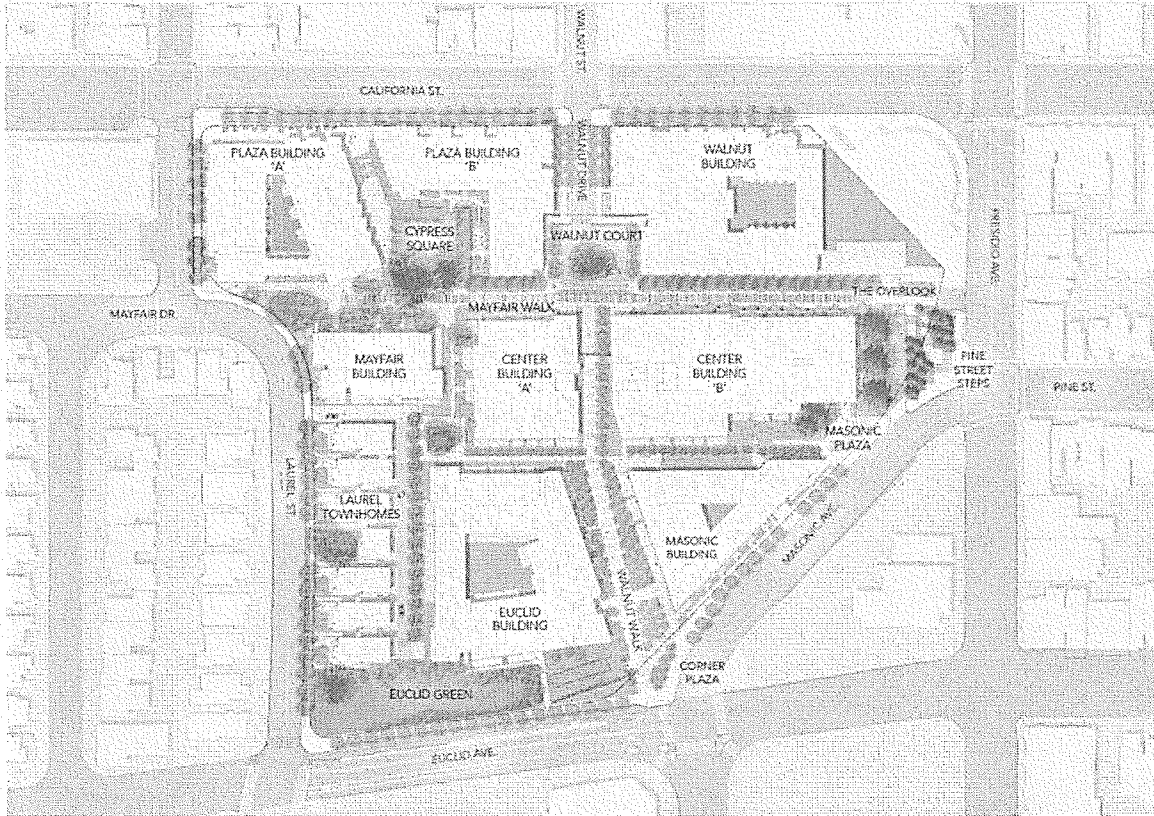 WALNUT ST.
CALIFORNIA ST.
WALNUT DRIVE
PLAZA BUILDING
'A'
PLAZA BUILDING
'B'
WALNUT
BUILDING
CYPRESS
SQUARE
WALNUT COURT
PRESIDIO AVE.
THE OVERLOOK
MAYFAIR DR.
MAYFAIR WALK
MAYFAIR
BUILDING
CENTER
BUILDING
'A'
CENTER
BUILDING
'B'
PINE
STREET
STEPS
PINE ST.
MASONIC
PLAZA
LAUREL ST.
LAUREL
TOWNHOMES
MASONIC
BUILDING
MASONIC AVE.
EUCLID
BUILDING
WALNUT WALK
CORNER
PLAZA
EUCLID GREEN
EUCLID AVE.